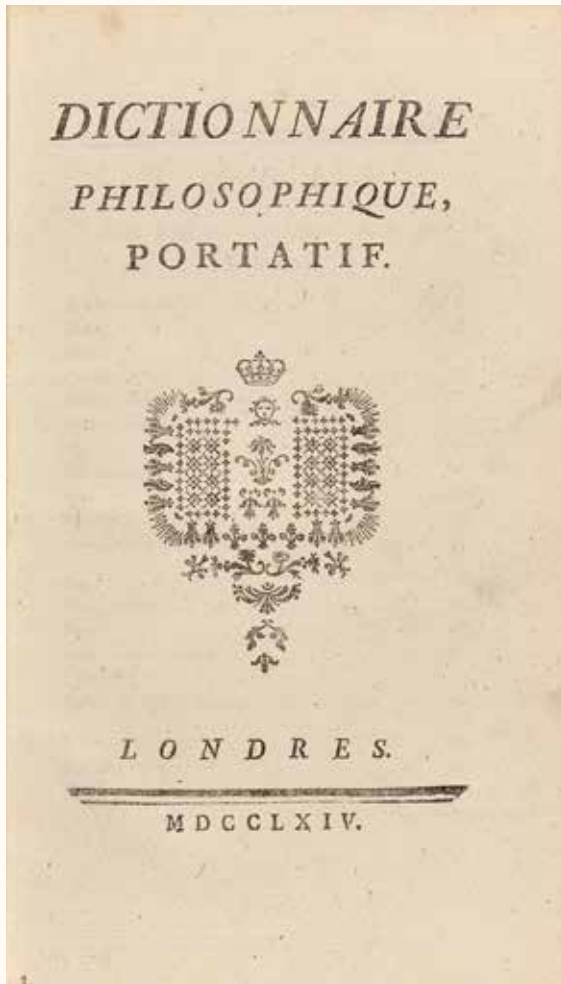 DICTIONNAIRE
PHILOSOPHIQUE,
PORTATIF.
LONDRES.
MDCCLXIV.